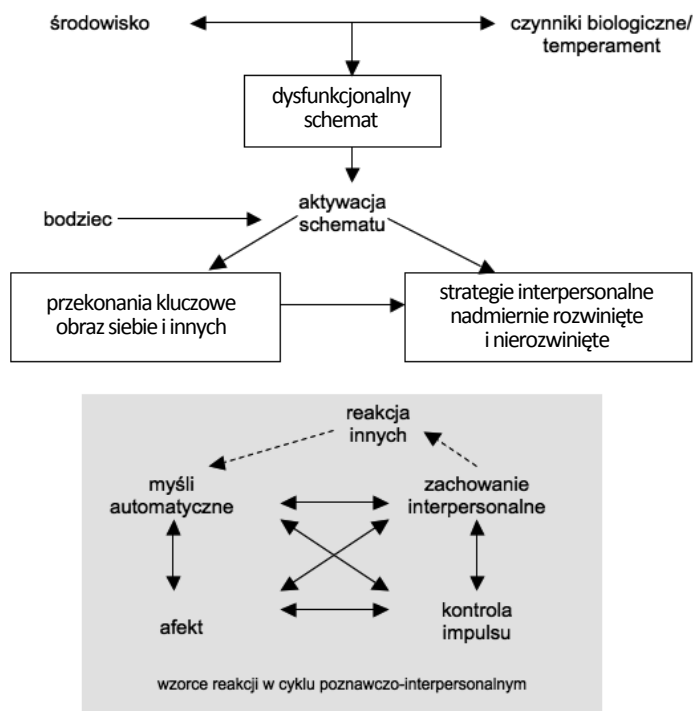 środowisko
czynniki biologiczne/
temperament
dysfunkcjonalny
schemat
bodziec
aktywacja
schematu
przekonania kluczowe
obraz siebie i innych
strategie interpersonalne
nadmiernie rozwinięte
i nierozwinięte
reakcja
innych
myśli
automatyczne
zachowanie
interpersonalne
afekt
kontrola
impulsu
wzorce reakcji w cyklu poznawczo-interpersonalnym